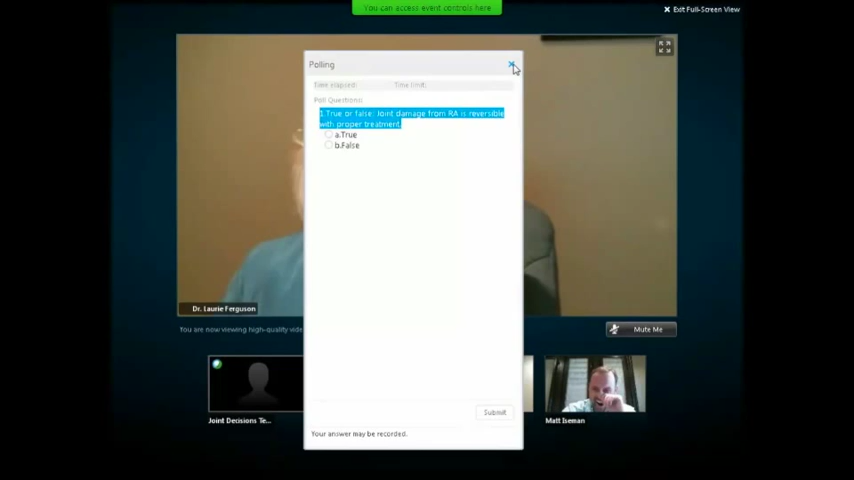 You can access event controls here
Exit Full-Screen View
Polling
Time elapsed: Time limit:
Poll Questions:
1.True or false: Joint damage from RA is reversible
with proper treatment.
a.True
b.False
Dr. Laurie Ferguson
You are now viewing high-quality vide
Mute Me
Submit
Joint Decisions Te...
Matt Iseman
Your answer may be recorded.